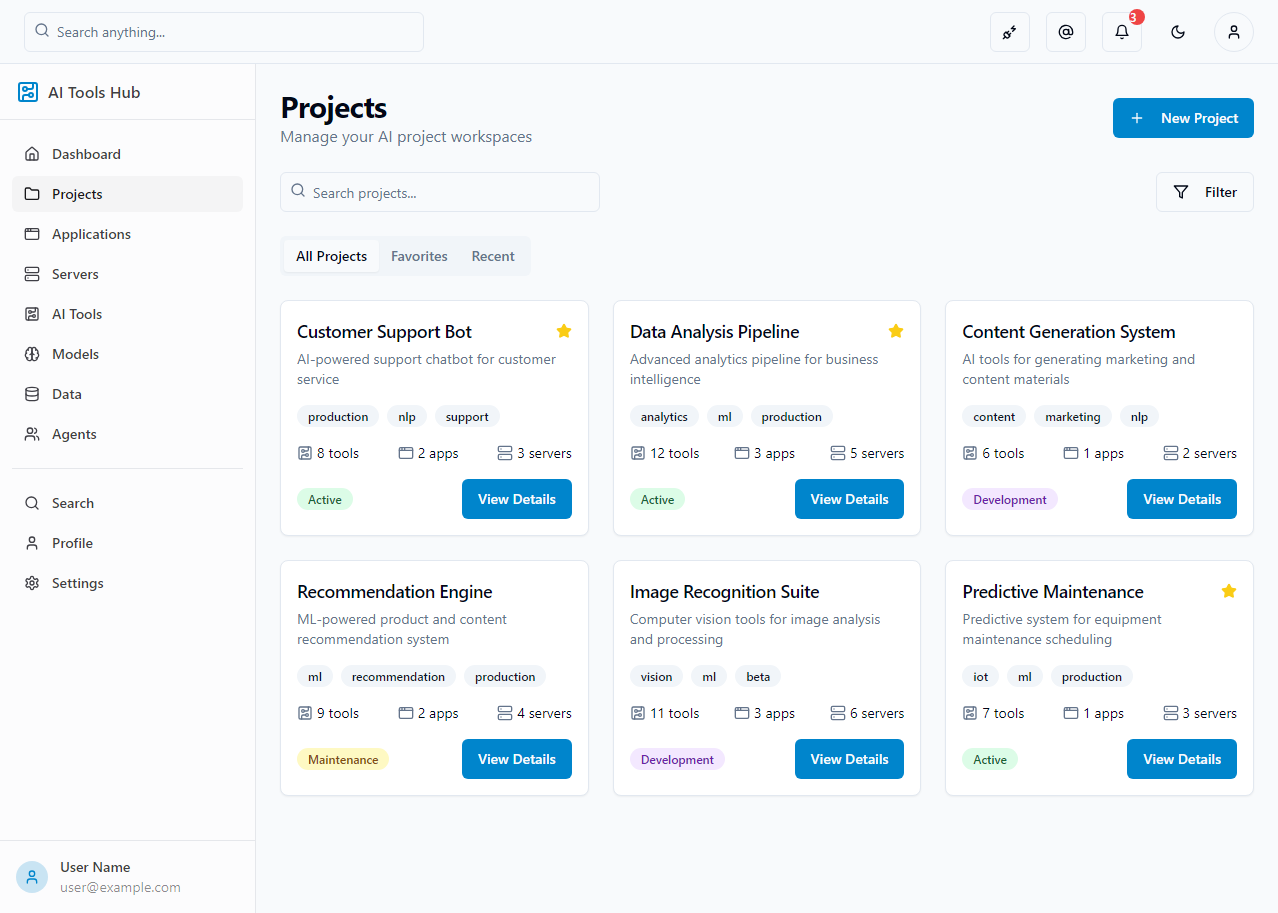 Search anything...
3
AI Tools Hub
Dashboard
Projects
Applications
Servers
AI Tools
Models
Data
Agents
Search
Profile
Settings
User Name
user@example.com
Projects
Manage your AI project workspaces
New Project
Search projects...
Filter
All Projects Favorites Recent
Customer Support Bot
AI-powered support chatbot for customer
service
production nlp support
8 tools 2 apps 3 servers
Active View Details
Data Analysis Pipeline
Advanced analytics pipeline for business
intelligence
analytics ml production
12 tools 3 apps 5 servers
Active View Details
Content Generation System
AI tools for generating marketing and
content materials
content marketing nlp
6 tools 1 apps 2 servers
Development View Details
Recommendation Engine
ML-powered product and content
recommendation system
ml recommendation production
9 tools 2 apps 4 servers
Maintenance View Details
Image Recognition Suite
Computer vision tools for image analysis
and processing
vision ml beta
11 tools 3 apps 6 servers
Development View Details
Predictive Maintenance
Predictive system for equipment
maintenance scheduling
iot ml production
7 tools 1 apps 3 servers
Active View Details